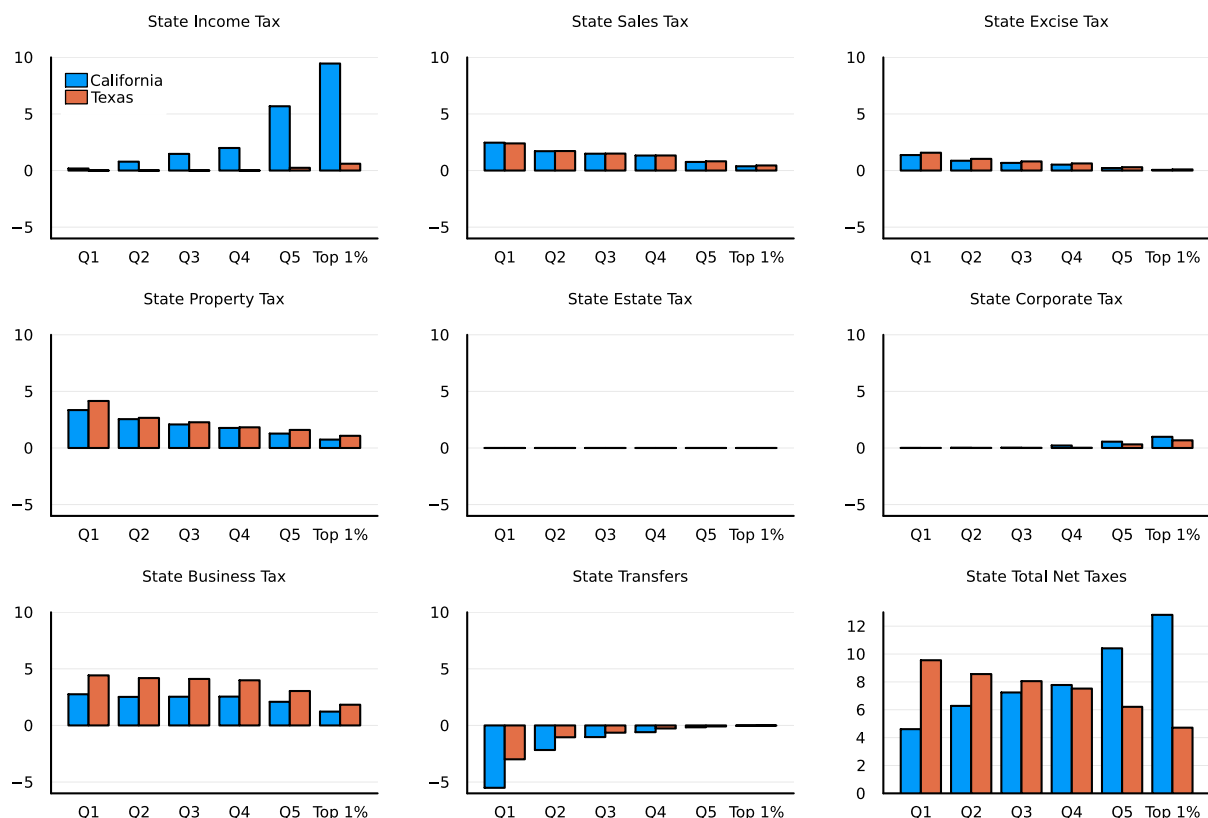 State Income Tax
10
5
0
−5
California
Texas
Q1 Q2 Q3 Q4 Q5 Top 1%
State Sales Tax
10
5
0
−5
Q1 Q2 Q3 Q4 Q5 Top 1%
State Excise Tax
10
5
0
−5
Q1 Q2 Q3 Q4 Q5 Top 1%
State Property Tax
10
5
0
−5
Q1 Q2 Q3 Q4 Q5 Top 1%
State Estate Tax
10
5
0
−5
Q1 Q2 Q3 Q4 Q5 Top 1%
State Corporate Tax
10
5
0
−5
Q1 Q2 Q3 Q4 Q5 Top 1%
State Business Tax
10
5
0
−5
Q1 Q2 Q3 Q4 Q5 Top 1%
State Transfers
10
5
0
−5
Q1 Q2 Q3 Q4 Q5 Top 1%
State Total Net Taxes
12
10
8
6
4
2
0
Q1 Q2 Q3 Q4 Q5 Top 1%